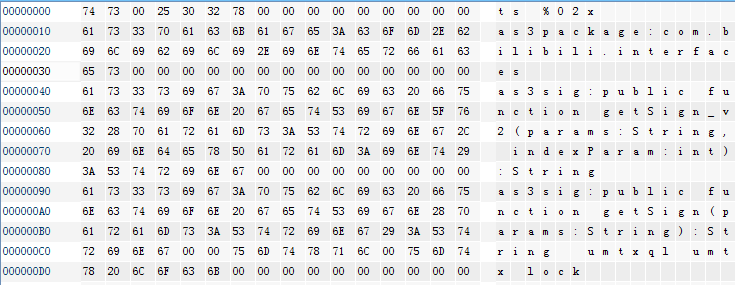 00000000 74 73 00 25 30 32 78 00 00 00 00 00 00 00 00 00 ts %02x
00000010 61 73 33 70 61 63 6B 61 67 65 3A 63 6F 6D 2E 62 as3package:com.b
00000020 69 6C 69 62 69 6C 69 2E 69 6E 74 65 72 66 61 63 ilibili.interfac
00000030 65 73 00 00 00 00 00 00 00 00 00 00 00 00 00 00 es
00000040 61 73 33 73 69 67 3A 70 75 62 6C 69 63 20 66 75 as3sig:public fu
00000050 6E 63 74 69 6F 6E 20 67 65 74 53 69 67 6E 5F 76 nction getSign_v
00000060 32 28 70 61 72 61 6D 73 3A 53 74 72 69 6E 67 2C 2(params:String,
00000070 20 69 6E 64 65 78 50 61 72 61 6D 3A 69 6E 74 29 indexParam:int)
00000080 3A 53 74 72 69 6E 67 00 00 00 00 00 00 00 00 00 :String
00000090 61 73 33 73 69 67 3A 70 75 62 6C 69 63 20 66 75 as3sig:public fu
000000A0 6E 63 74 69 6F 6E 20 67 65 74 53 69 67 6E 28 70 nction getSign(p
000000B0 61 72 61 6D 73 3A 53 74 72 69 6E 67 29 3A 53 74 arams:String):St
000000C0 72 69 6E 67 00 00 75 6D 74 78 71 6C 00 75 6D 74 ring umtxql umt
000000D0 78 20 6C 6F 63 6B 00 00 00 00 00 00 00 00 00 00 x lock